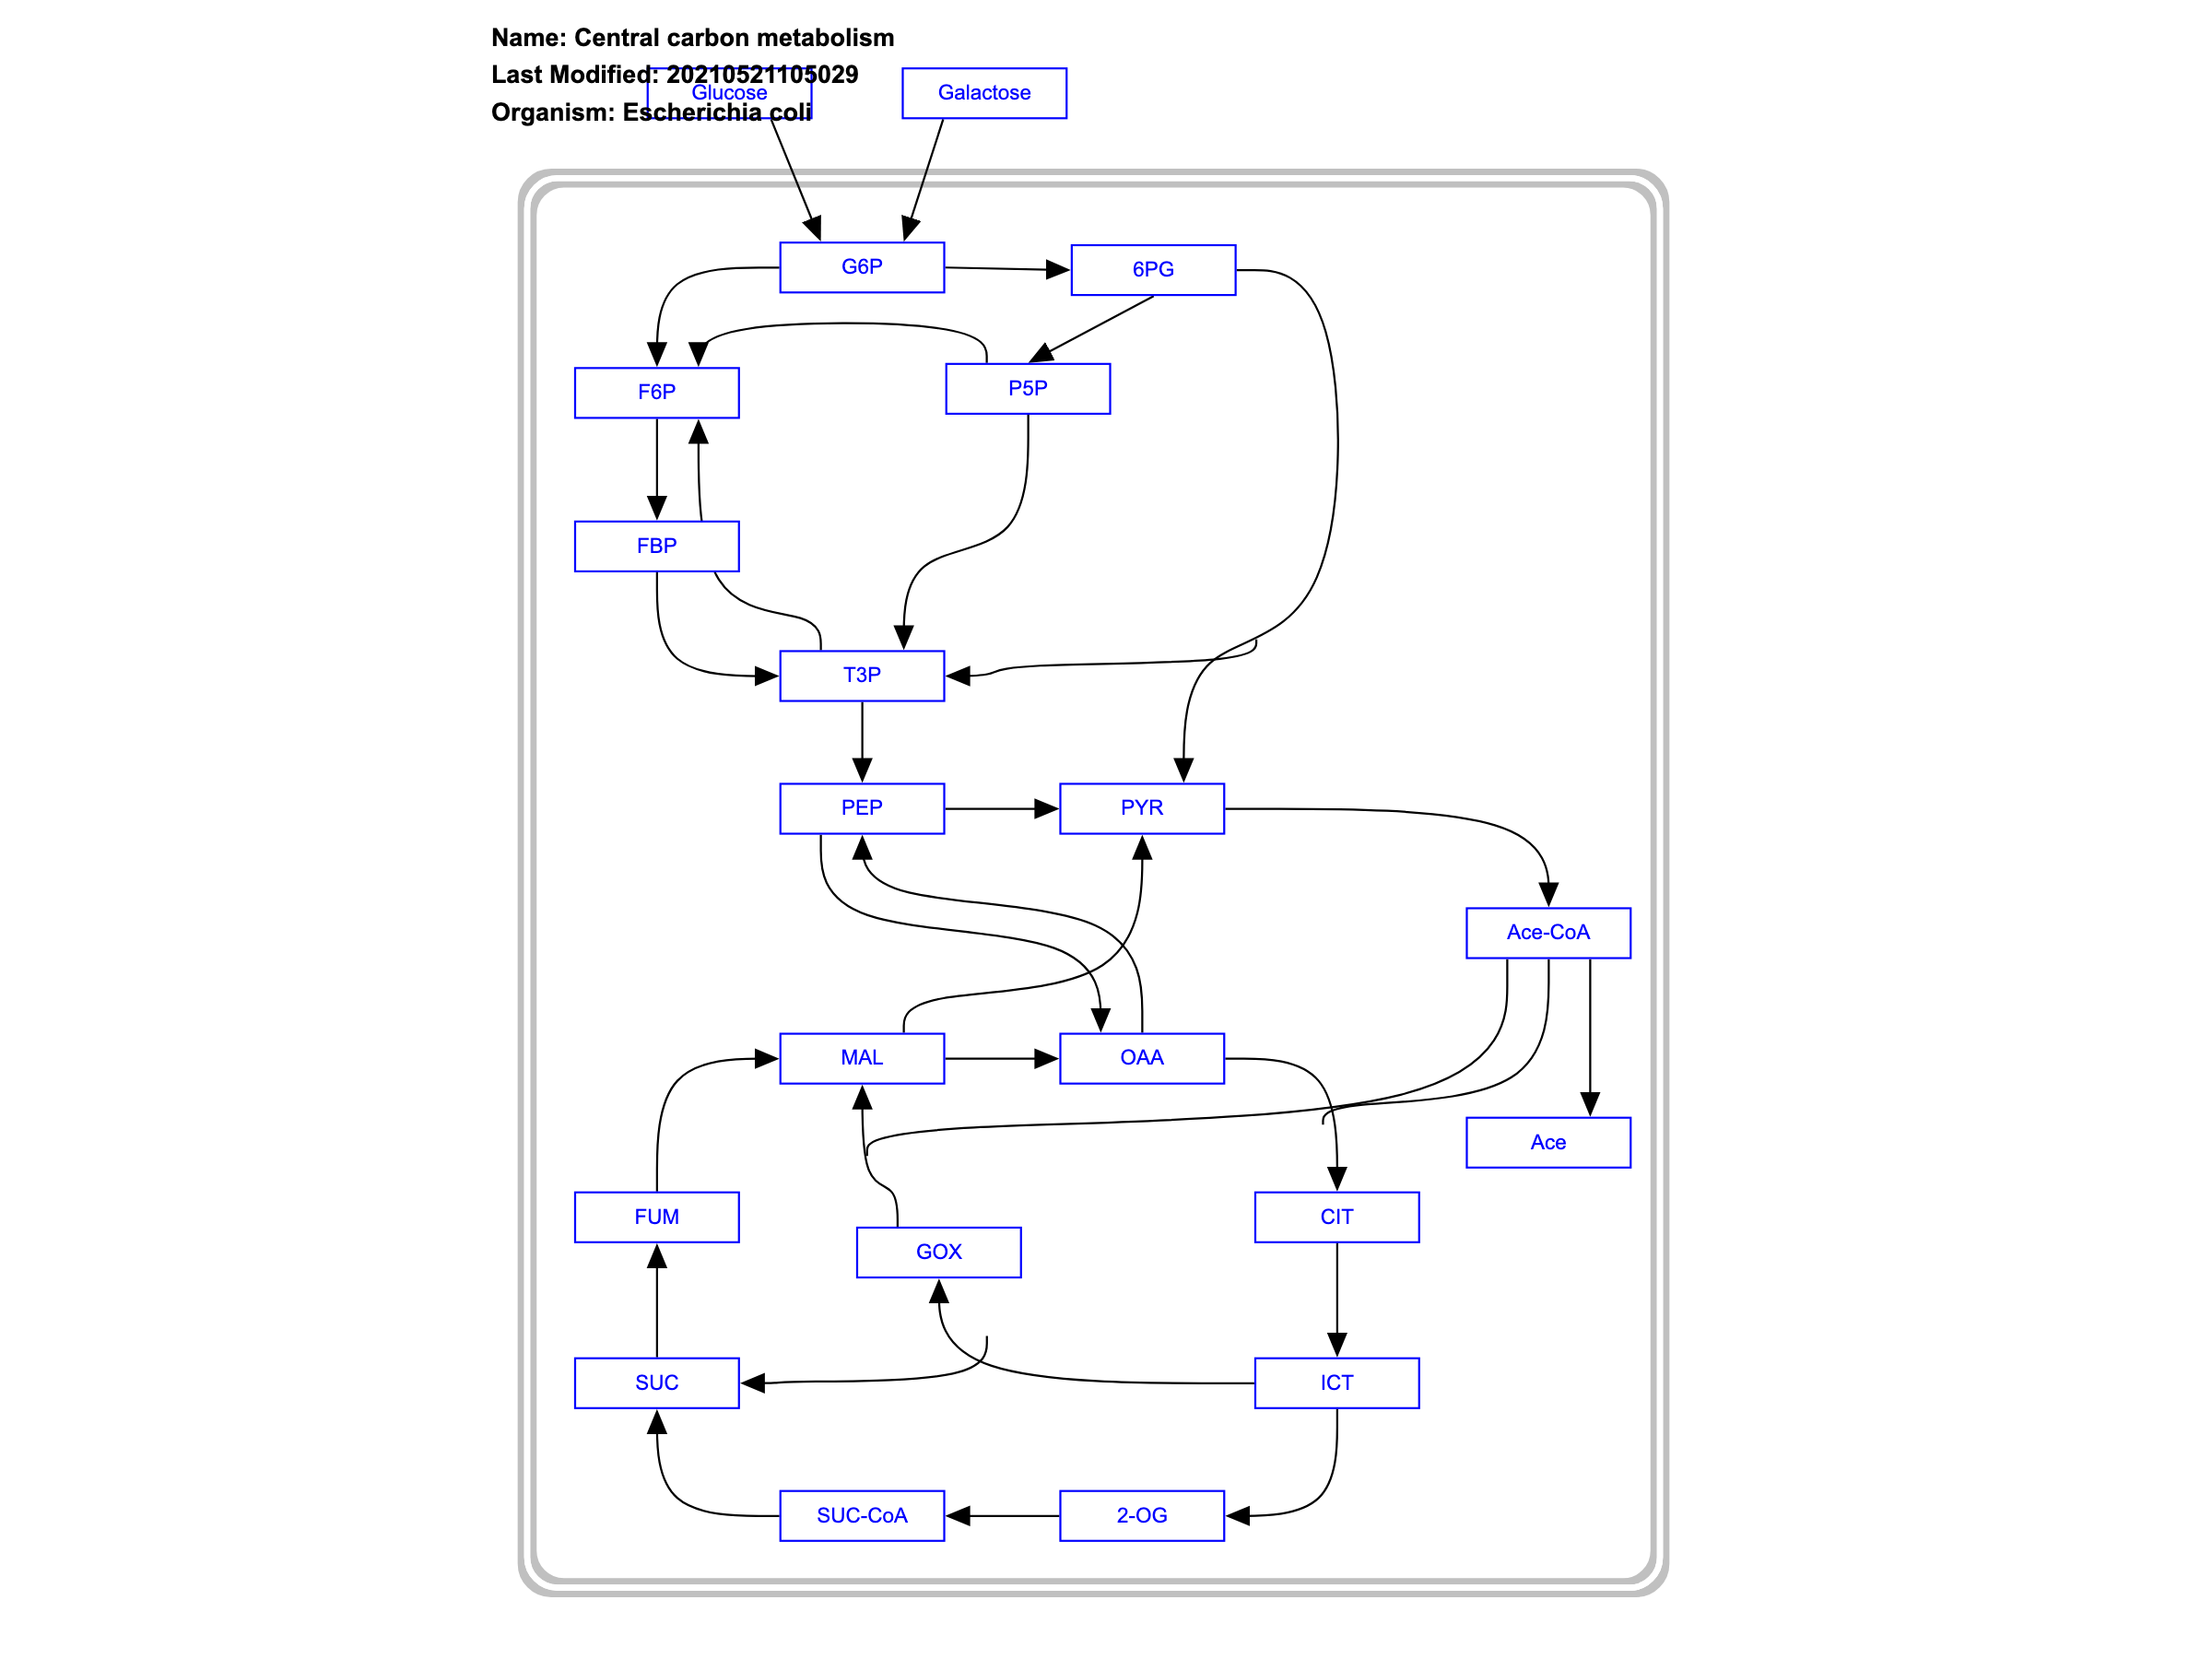 Name: Central carbon metabolism
Last Modified: 20210521105029
Glucose
Galactose
Organism: Escherichia coli
G6P
6PG
F6P
P5P
FBP
T3P
PEP
PYR
Ace-CoA
MAL
OAA
Ace
FUM
CIT
GOX
SUC
ICT
SUC-CoA
2-OG